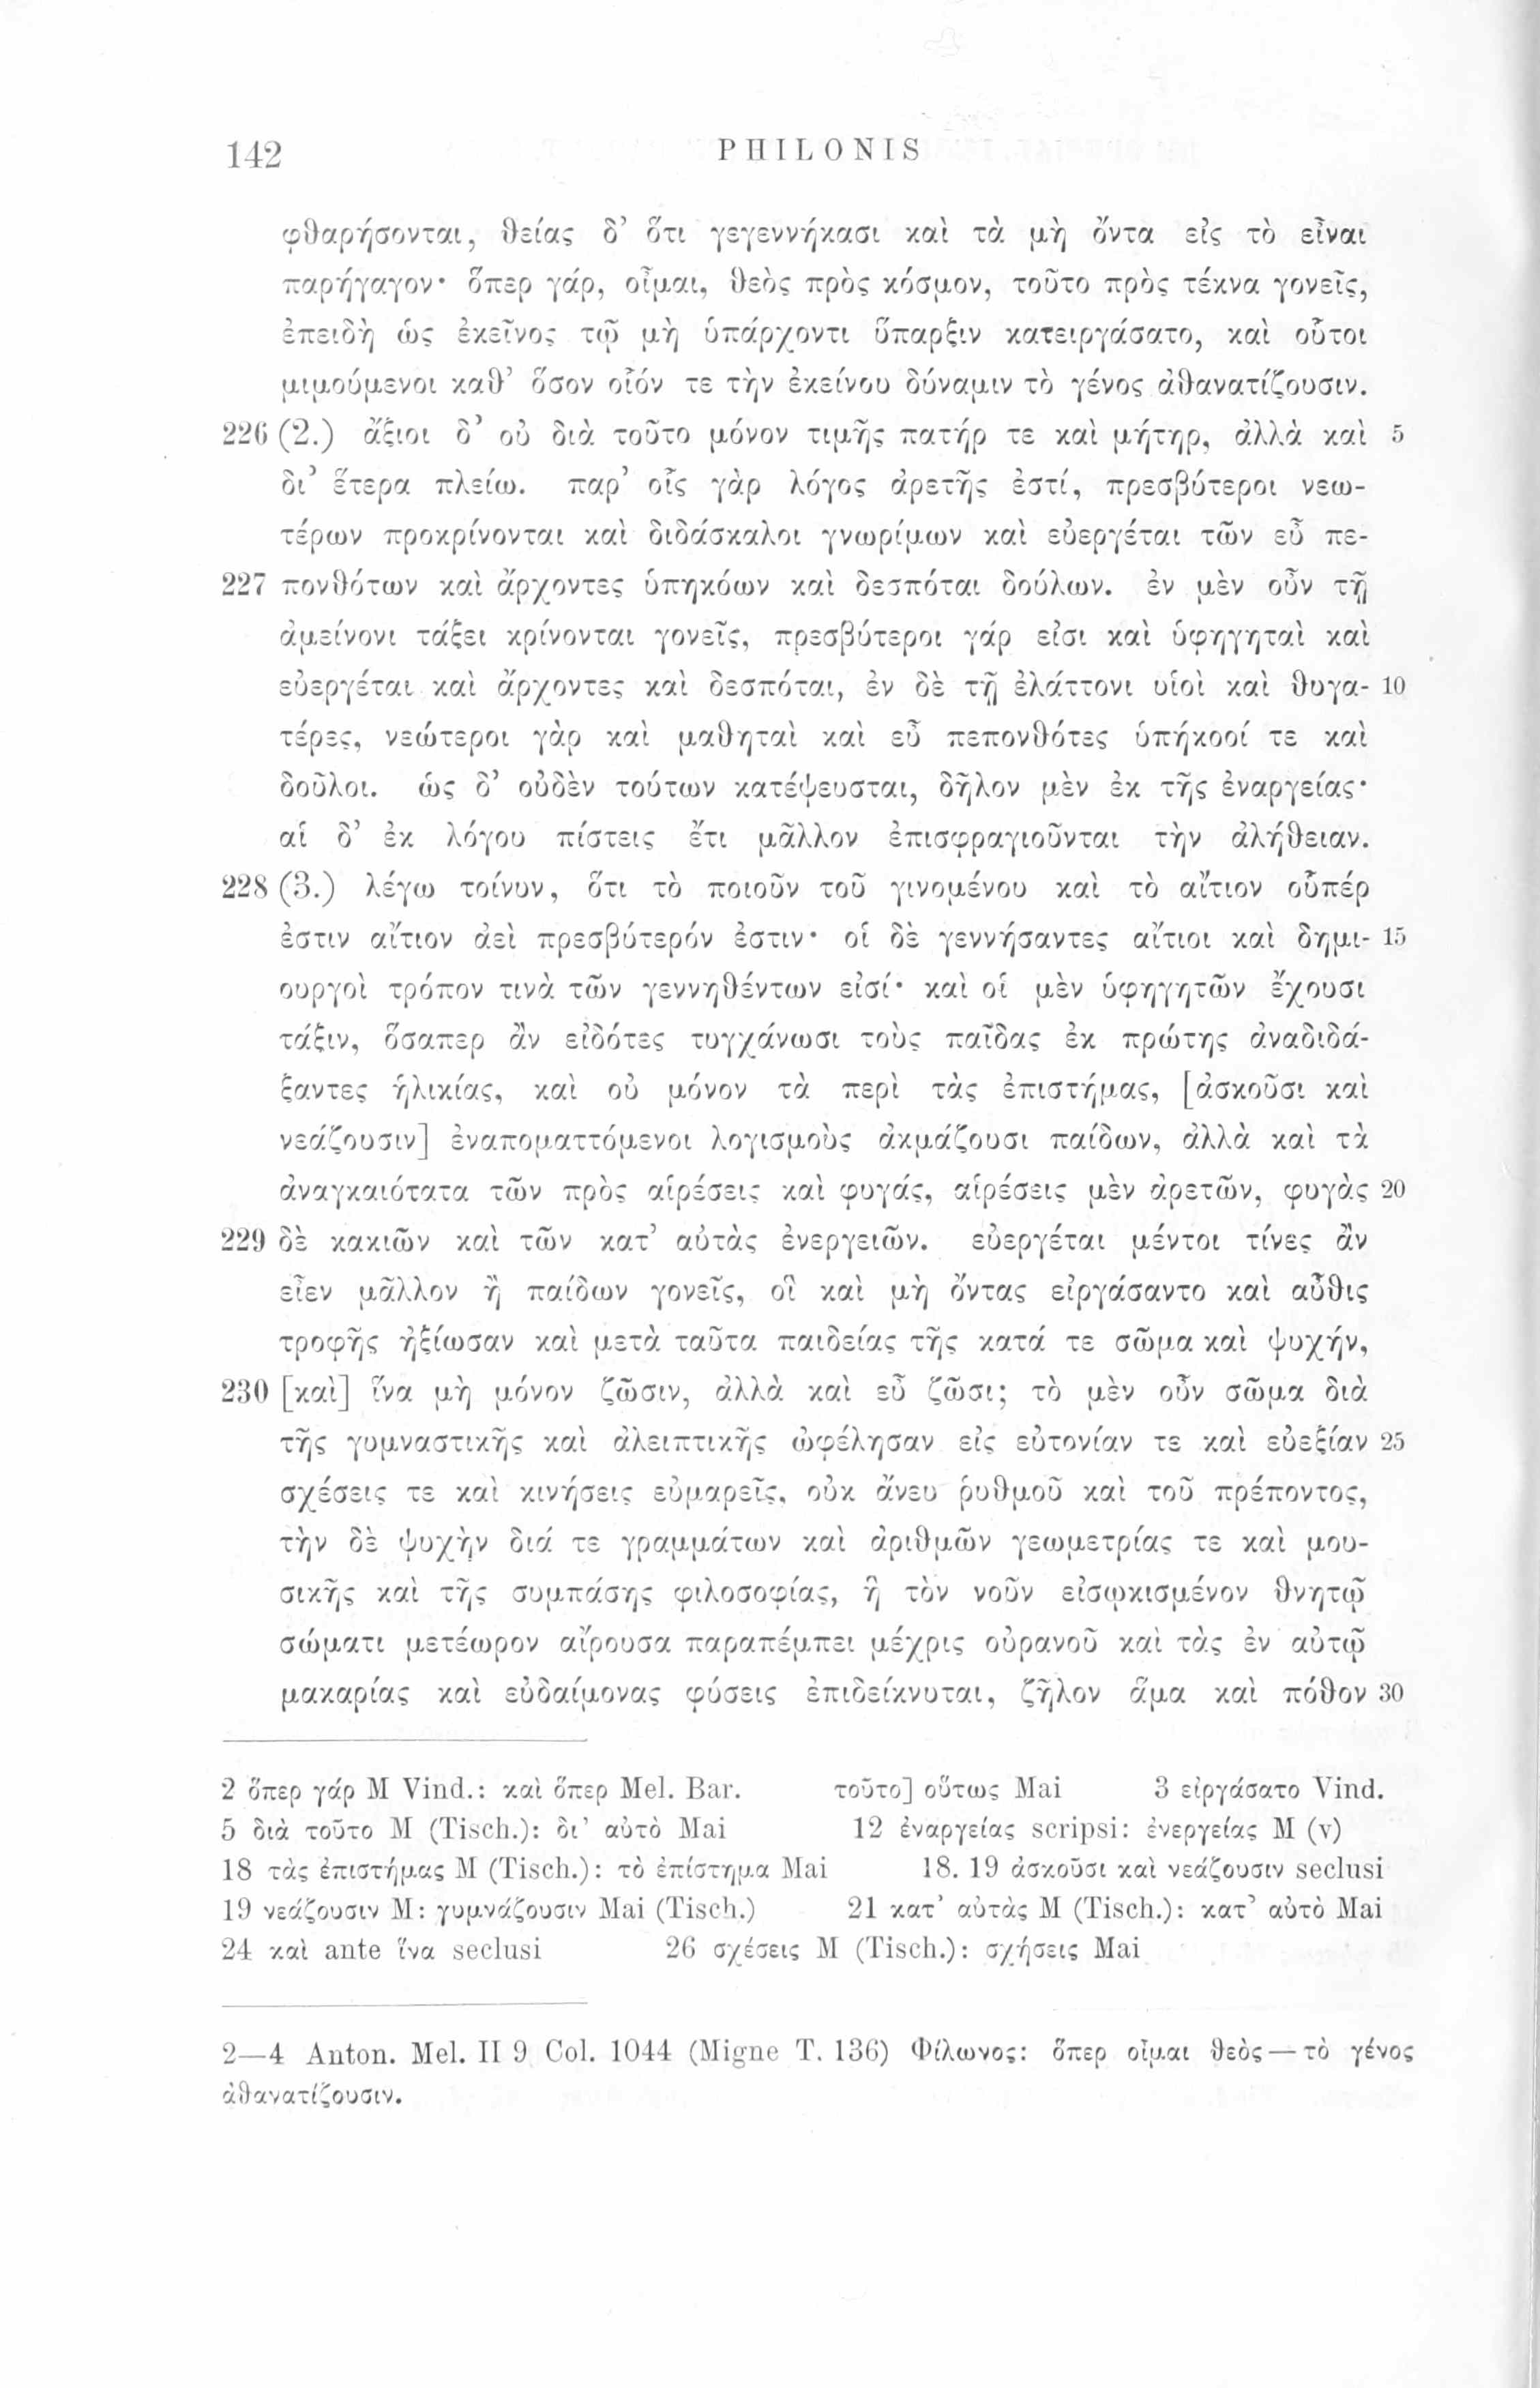 142 PHILONIS
φθαρήσονται, θείας δ’ ὅτι γεγεννήκασι καὶ τὰ μὴ ὄντα εἰς τὸ εἶναι
παρήγαγον· ὅπερ γάρ, οἶμαι, θεὸς πρὸς κόσμον, τοῦτο πρὸς τέκνα γονεῖς,
ἐπειδὴ ὡς ἐκεῖνος τῷ μὴ ὑπάρχοντι ὕπαρξιν κατειργάσατο, καὶ οὗτοι
μιμούμενοι καθ’ ὅσον οἷόν τε τὴν ἐκείνου δύναμιν τὸ γένος ἀθανατίζουσιν.
226 (2.) ἄξιοι δ’ οὐ διὰ τοῦτο μόνον τιμῆς πατήρ τε καὶ μήτηρ, ἀλλὰ καὶ 5
δι’ ἕτερα πλείω. παρ’ οἷς γὰρ λόγος ἀρετῆς ἐστί, πρεσβύτεροι νεω-
τέρων προκρίνονται καὶ διδάσκαλοι γνωρίμων καὶ εὐεργέται τῶν εὖ πε-
227 πονθότων καὶ ἄρχοντες ὑπηκόων καὶ δεσπόται δούλων. ἐν μὲν οὖν τῇ
ἀμείνονι τάξει κρίνονται γονεῖς, πρεσβύτεροι γάρ εἰσι καὶ ὑφηγηταὶ καὶ
εὐεργέται καὶ ἄρχοντες καὶ δεσπόται, ἐν δὲ τῇ ἐλάττονι υἱοὶ καὶ θυγα- 10
τέρες, νεώτεροι γὰρ καὶ μαθηταὶ καὶ εὖ πεπονθότες ὑπήκοοί τε καὶ
δοῦλοι. ὡς δ’ οὐδὲν τούτων κατέψευσται, δῆλον μὲν ἐκ τῆς ἐναργείας·
αἱ δ’ ἐκ λόγου πίστεις ἔτι μᾶλλον ἐπισφραγιοῦνται τὴν ἀλήθειαν.
228 (3.) λέγω τοίνυν, ὅτι τὸ ποιοῦν τοῦ γινομένου καὶ τὸ αἴτιον οὗπέρ
ἐστιν αἴτιον ἀεὶ πρεσβύτερόν ἐστιν· οἱ δὲ γεννήσαντες αἴτιοι καὶ δημι- 15
ουργοὶ τρόπον τινὰ τῶν γεννηθέντων εἰσί· καὶ οἱ μὲν ὑφηγητῶν ἔχουσι
τάξιν, ὅσαπερ ἂν εἰδότες τυγχάνωσι τοὺς παῖδας ἐκ πρώτης ἀναδιδά-
ξαντες ἡλικίας, καὶ οὐ μόνον τὰ περὶ τὰς ἐπιστήμας, [ἀσκοῦσι καὶ
νεάζουσιν] ἐναποματτόμενοι λογισμοὺς ἀκμάζουσι παίδων, ἀλλὰ καὶ τὰ
ἀναγκαιότατα τῶν πρὸς αἱρέσεις καὶ φυγάς, αἱρέσεις μὲν ἀρετῶν, φυγὰς 20
229 δὲ κακιῶν καὶ τῶν κατ’ αὐτὰς ἐνεργειῶν. εὐεργέται μέντοι τίνες ἂν
εἶεν μᾶλλον ἢ παίδων γονεῖς, οἳ καὶ μὴ ὄντας εἰργάσαντο καὶ αὖθις
τροφῆς ἠξίωσαν καὶ μετὰ ταῦτα παιδείας τῆς κατά τε σῶμα καὶ ψυχήν,
230 [καὶ] ἵνα μὴ μόνον ζῶσιν, ἀλλὰ καὶ εὖ ζῶσι; τὸ μὲν οὖν σῶμα διὰ
τῆς γυμναστικῆς καὶ ἀλειπτικῆς ὠφέλησαν εἰς εὐτονίαν τε καὶ εὐεξίαν 25
σχέσεις τε καὶ κινήσεις εὐμαρεῖς, οὐκ ἄνευ ῥυθμοῦ καὶ τοῦ πρέποντος,
τὴν δὲ ψυχὴν διά τε γραμμάτων καὶ ἀριθμῶν γεωμετρίας τε καὶ μου-
σικῆς καὶ τῆς συμπάσης φιλοσοφίας, ἣ τὸν νοῦν εἰσῳκισμένον θνητῷ
σώματι μετέωρον αἴρουσα παραπέμπει μέχρις οὐρανοῦ καὶ τὰς ἐν αὐτῷ
μακαρίας καὶ εὐδαίμονας φύσεις ἐπιδείκνυται, ζῆλον ἅμα καὶ πόθον 30
2 ὅπερ γάρ M Vind.: καὶ ὅπερ Mel. Bar. τοῦτο] οὕτως Mai 3 εἰργάσατο Vind.
5 διὰ τοῦτο M (Tisch.): δι’ αὐτὸ Mai 12 ἐναργείας scripsi: ἐνεργείας M (v)
18 τὰς ἐπιστήμας M (Tisch.): τὸ ἐπίστημα Mai 18. 19 ἀσκοῦσι καὶ νεάζουσιν seclusi
19 νεάζουσιν M: γυμνάζουσιν Mai (Tisch.) 21 κατ’ αὐτὰς M (Tisch.): κατ’ αὐτὸ Mai
24 καὶ ante ἵνα seclusi 26 σχέσεις M (Tisch.): σχήσεις Mai
2—4 Anton. Mel. II 9 Col. 1044 (Migne T. 136) Φίλωνος: ὅπερ οἶμαι θεὸς — τὸ γένος
ἀθανατίζουσιν.